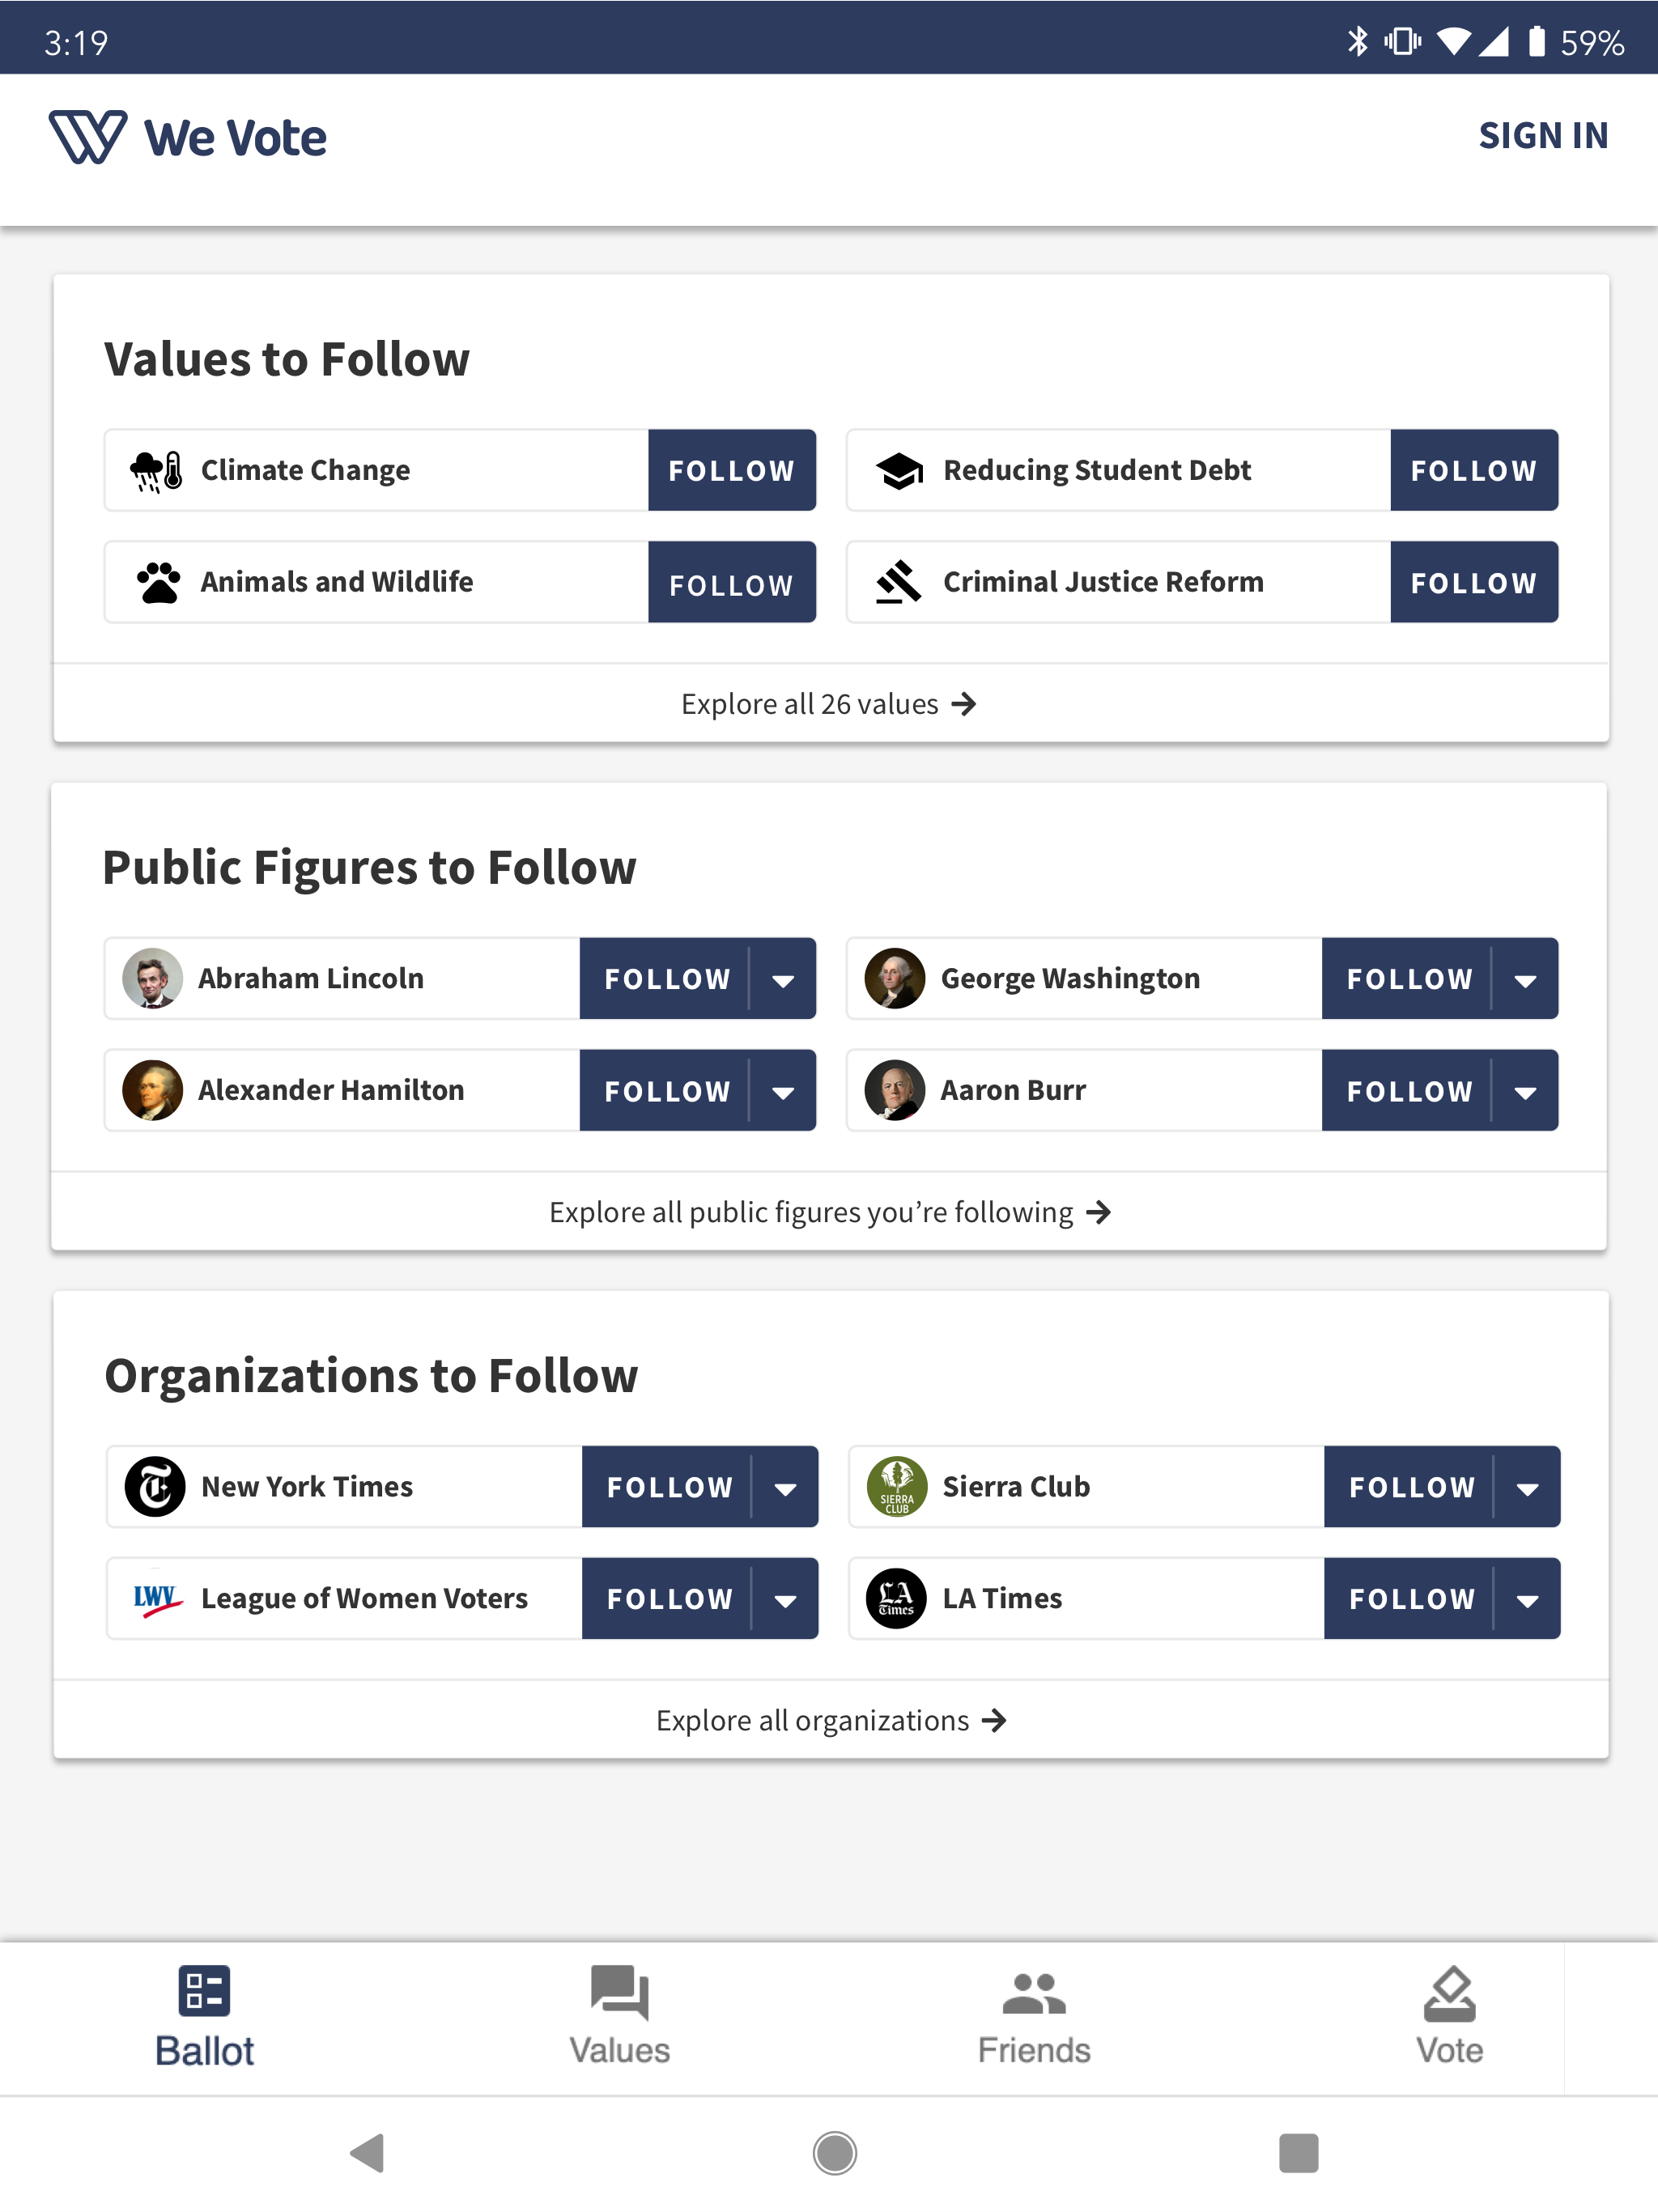 3:19 59%
We Vote SIGN IN
Values to Follow
Climate Change FOLLOW Reducing Student Debt FOLLOW
Animals and Wildlife FOLLOW Criminal Justice Reform FOLLOW
Explore all 26 values
Public Figures to Follow
Abraham Lincoln FOLLOW George Washington FOLLOW
Alexander Hamilton FOLLOW Aaron Burr FOLLOW
Explore all public figures you’re following
Organizations to Follow
T New York Times FOLLOW SIERRA CLUB Sierra Club FOLLOW
LWV League of Women Voters FOLLOW LA Times LA Times FOLLOW
Explore all organizations
Ballot Values Friends Vote